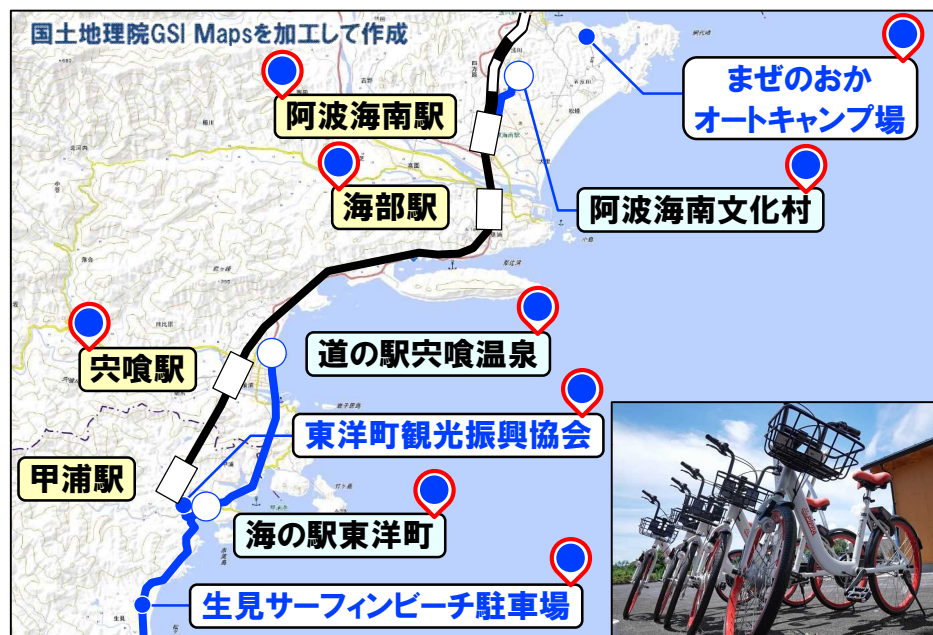 国土地理院GSI Mapsを加工して作成
まぜのおか
オートキャンプ場
阿波海南駅
海部駅
阿波海南文化村
宍喰駅
道の駅宍喰温泉
東洋町観光振興協会
甲浦駅
海の駅東洋町
生見サーフィンビーチ駐車場
生見